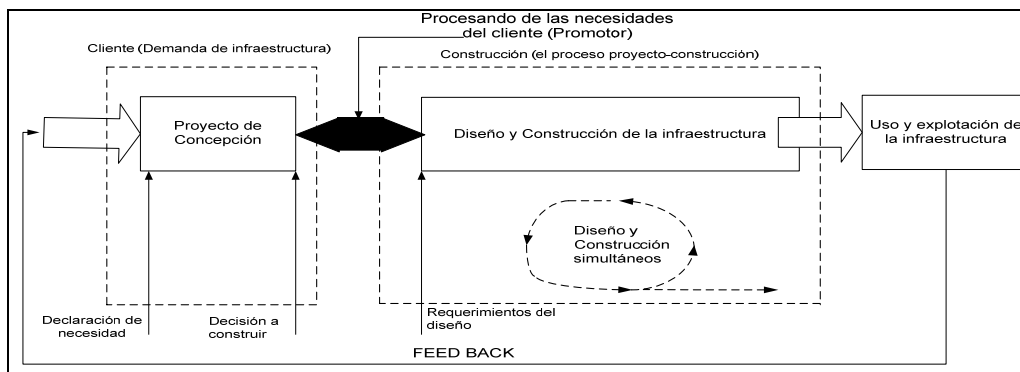 Procesando de las necesidades
del cliente (Promotor)
Cliente (Demanda de infraestructura)
Construcción (el proceso proyecto-construcción)
Proyecto de
Concepción
Diseño y Construcción de la infraestructura
Uso y explotación de
la infraestructura
Diseño y
Construcción
simultáneos
Declaración de
necesidad
Decisión a
construir
Requerimientos del
diseño
FEED BACK